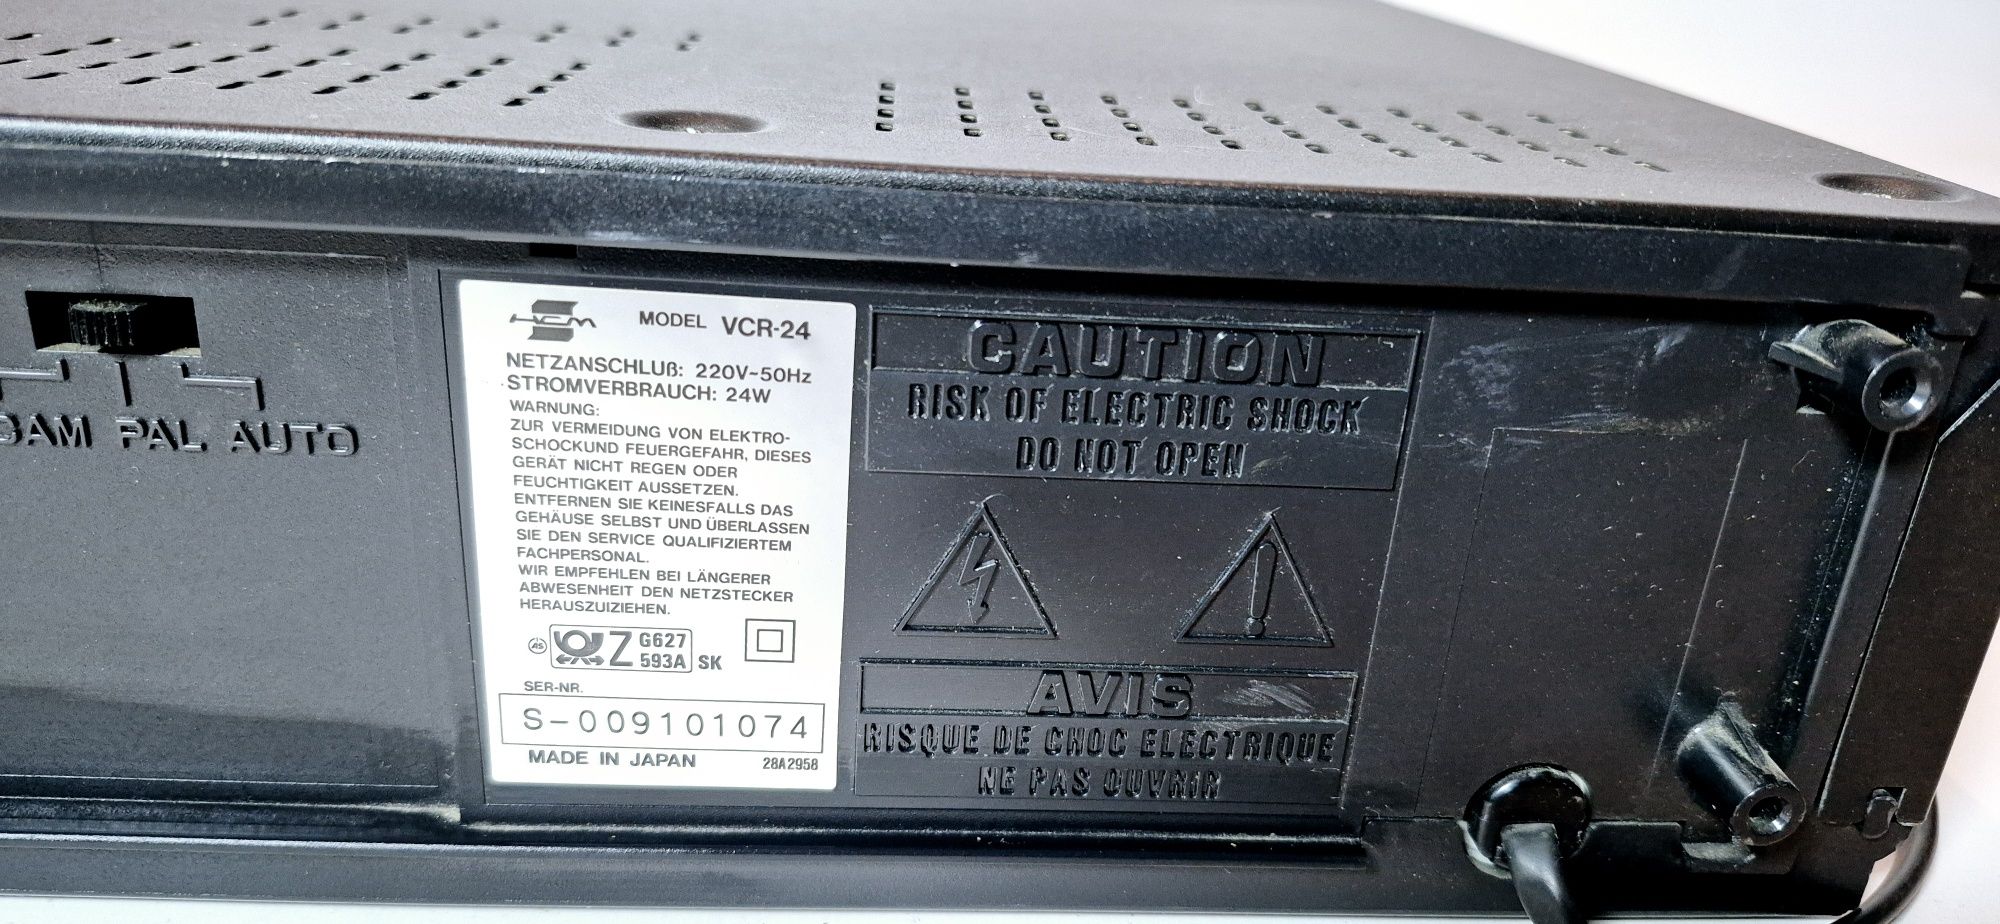 PAL AUTO
HCM MODEL VCR-24
NETZANSCHLUß: 220V~50Hz
STROMVERBRAUCH: 24W
WARNUNG:
ZUR VERMEIDUNG VON ELEKTRO-
SCHOCKUND FEUERGEFAHR, DIESES
GERÄT NICHT REGEN ODER
FEUCHTIGKEIT AUSSETZEN.
ENTFERNEN SIE KEINESFALLS DAS
GEHÄUSE SELBST UND ÜBERLASSEN
SIE DEN SERVICE QUALIFIZIERTEM
FACHPERSONAL.
WIR EMPFEHLEN BEI LÄNGERER
ABWESENHEIT DEN NETZSTECKER
HERAUSZUIZIEHEN.
AS Z G627
593A SK
SER-NR.
S-009101074
MADE IN JAPAN 28A2958
CAUTION
RISK OF ELECTRIC SHOCK
DO NOT OPEN
AVIS
RISQUE DE CHOC ELECTRIQUE
NE PAS OUVRIR